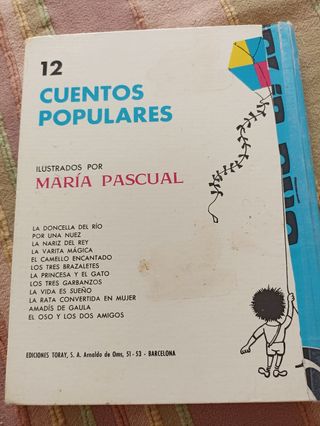 12
CUENTOS
POPULARES
ILUSTRADOS POR
MARÍA PASCUAL
LA DONCELLA DEL RÍO
POR UNA NUEZ
LA NARIZ DEL REY
LA VARITA MÁGICA
EL CAMELLO ENCANTADO
LOS TRES BRAZALETES
LA PRINCESA Y EL GATO
LOS TRES GARBANZOS
LA VIDA ES SUEÑO
LA RATA CONVERTIDA EN MUJER
AMADÍS DE GAULA
EL OSO Y LOS DOS AMIGOS
EDICIONES TORAY, S. A. Arnaldo de Oms, 51-53 - BARCELONA